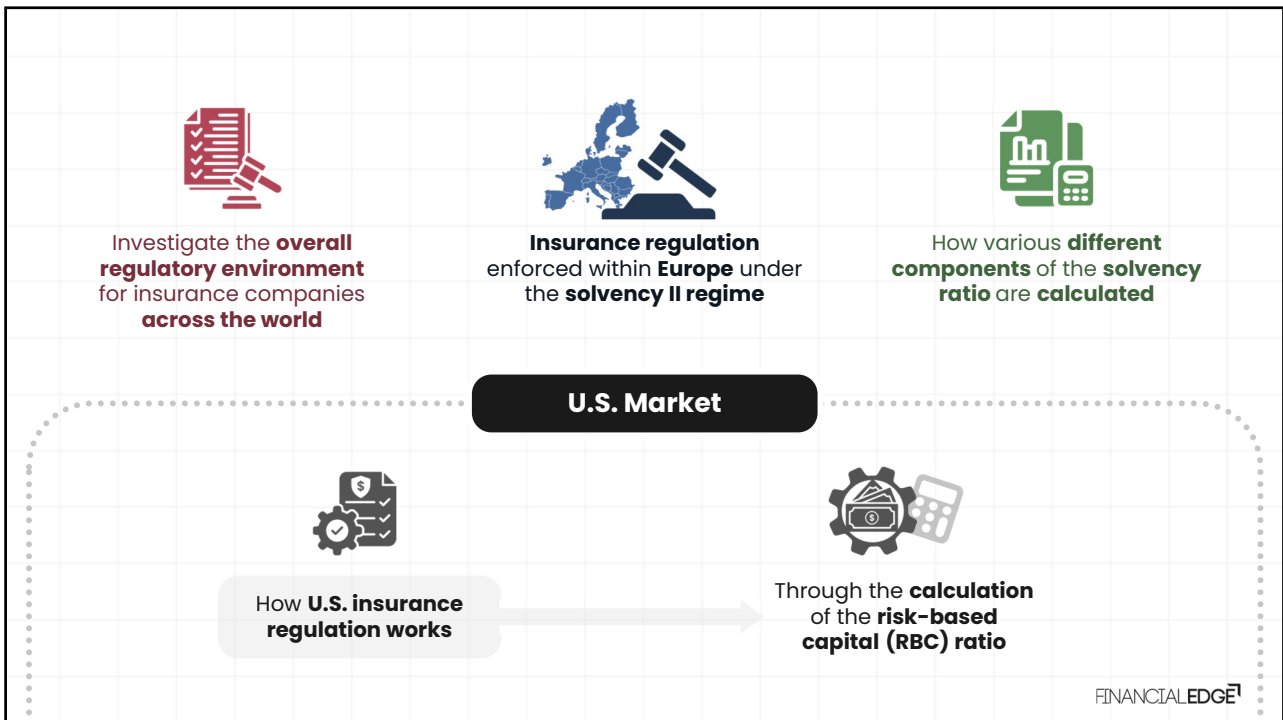 Investigate the overall
regulatory environment
for insurance companies
across the world
Insurance regulation
enforced within Europe under
the solvency II regime
How various different
components of the solvency
ratio are calculated
U.S. Market
$
How U.S. insurance
regulation works
$
Through the calculation
of the risk-based
capital (RBC) ratio
FINANCIALEDGE